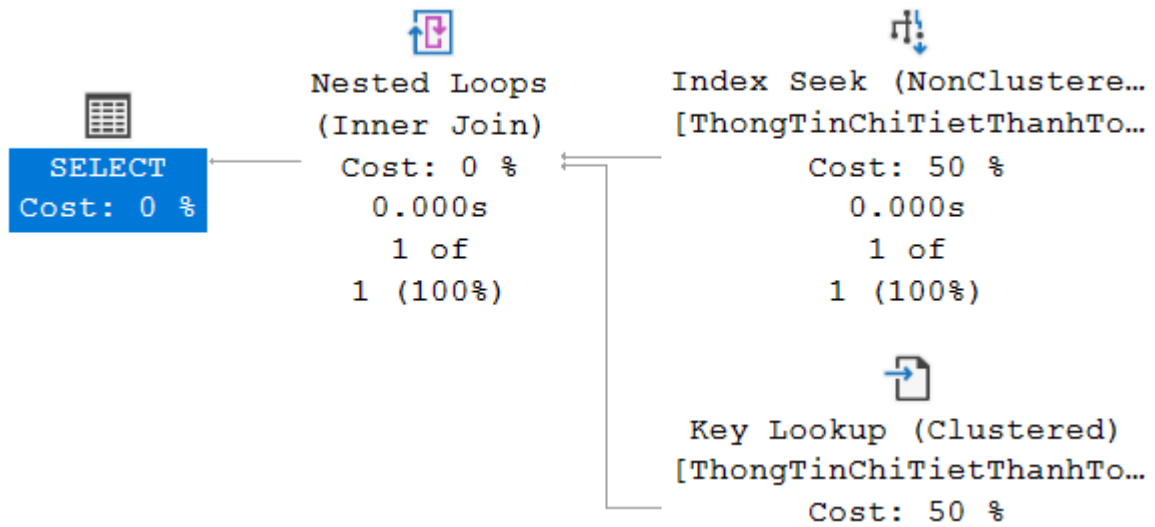 SELECT
Cost: 0 %
Nested Loops
(Inner Join)
Cost: 0 %
0.000s
1 of
1 (100%)
Index Seek (NonClustere…
[ThongTinChiTietThanhTo…
Cost: 50 %
0.000s
1 of
1 (100%)
Key Lookup (Clustered)
[ThongTinChiTietThanhTo…
Cost: 50 %